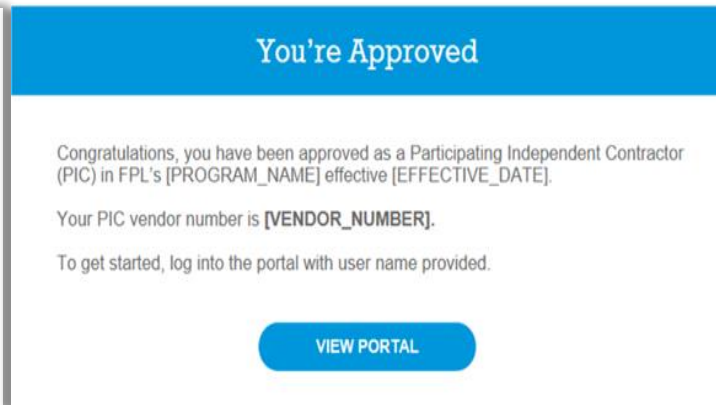 You're Approved
Congratulations, you have been approved as a Participating Independent Contractor
(PIC) in FPL's [PROGRAM_NAME] effective [EFFECTIVE_DATE].
Your PIC vendor number is [VENDOR_NUMBER].
To get started, log into the portal with user name provided.
VIEW PORTAL